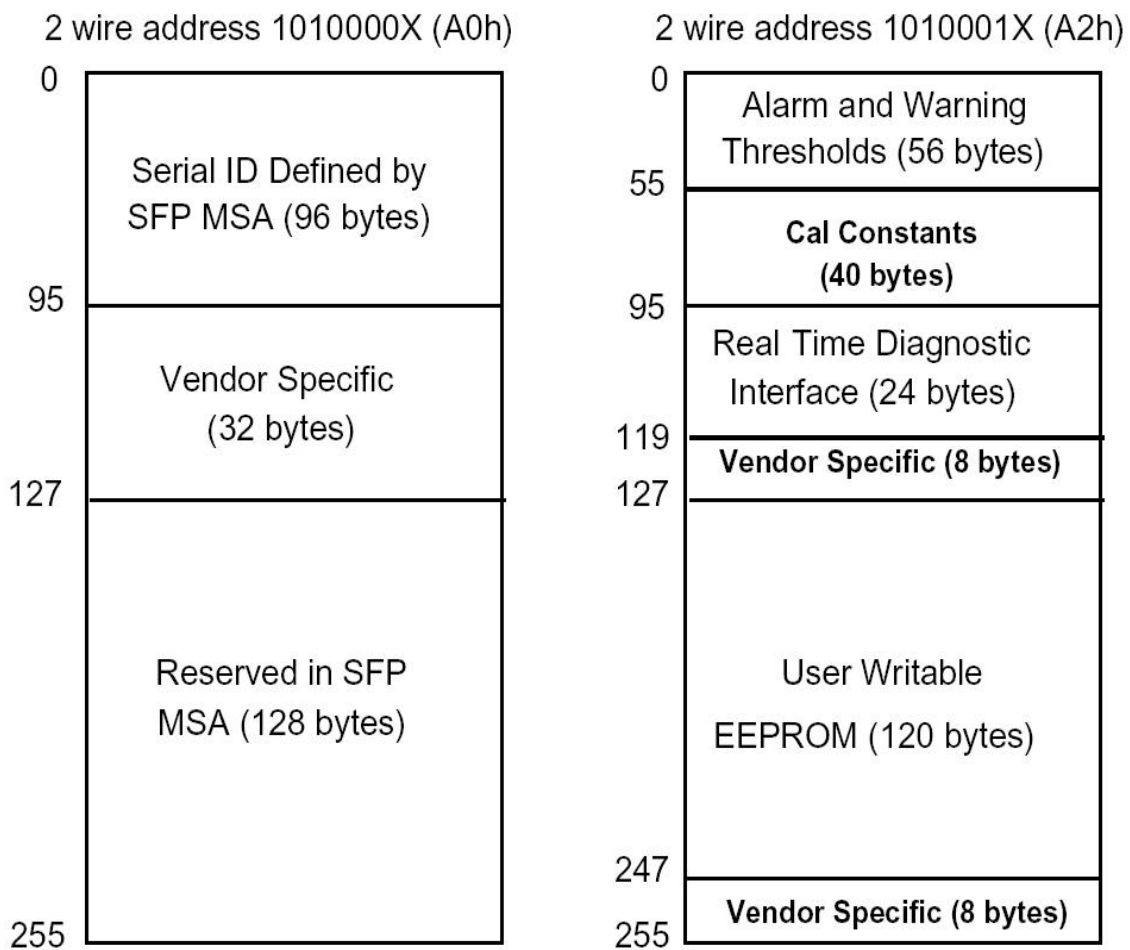 2 wire address 1010000X (A0h)
0
Serial ID Defined by
SFP MSA (96 bytes)
95
Vendor Specific
(32 bytes)
127
Reserved in SFP
MSA (128 bytes)
255
2 wire address 1010001X (A2h)
0
Alarm and Warning
Thresholds (56 bytes)
55
Cal Constants
(40 bytes)
95
Real Time Diagnostic
Interface (24 bytes)
119
Vendor Specific (8 bytes)
127
User Writable
EEPROM (120 bytes)
247
Vendor Specific (8 bytes)
255